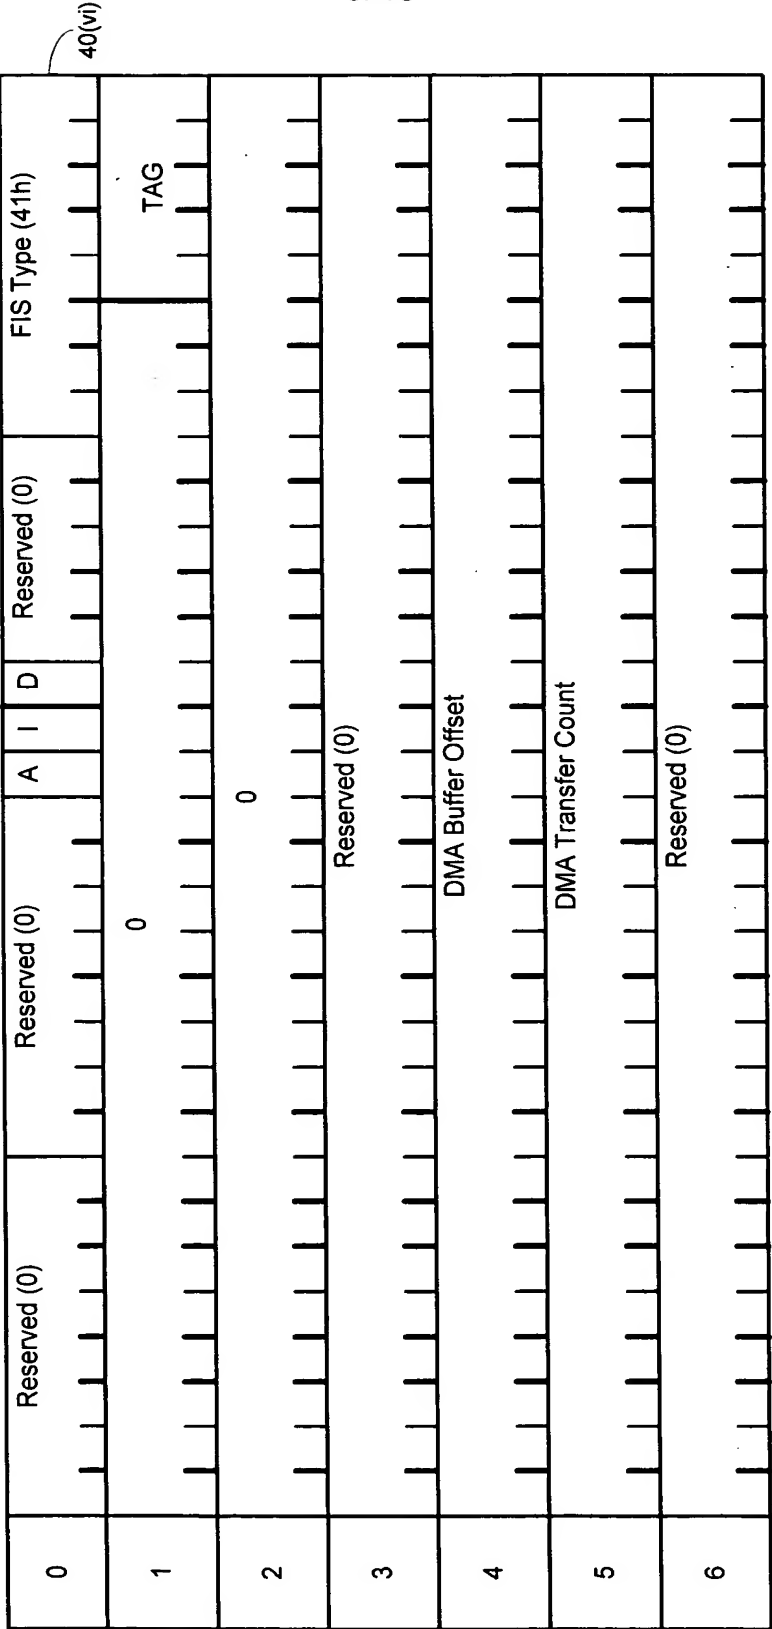 40(vi)
0 Reserved (0) Reserved (0) A I D Reserved (0) FIS Type (41h)
1 0 TAG
2 0
3 Reserved (0)
4 DMA Buffer Offset
5 DMA Transfer Count
6 Reserved (0)